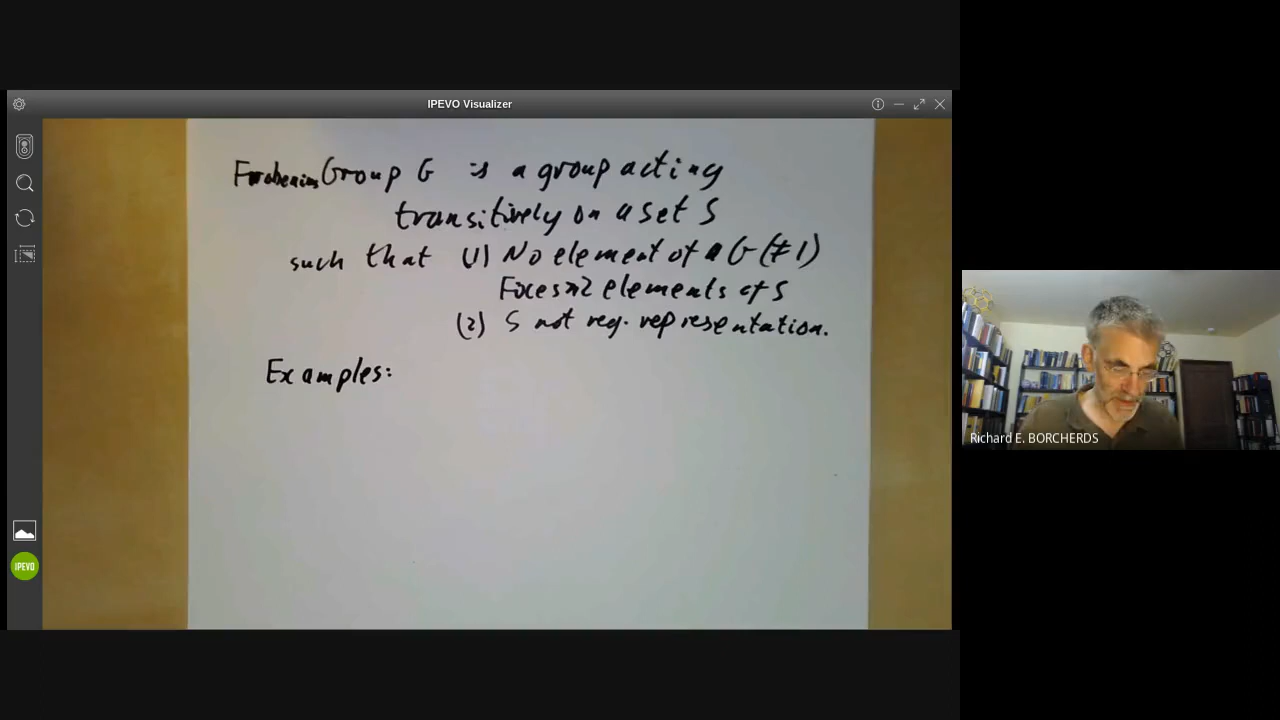 IPEVO Visualizer
Frobenius Group G is a group acting
transitively on a set S
such that (1) No element of G (≠1)
Fixes ≥2 elements of S
(2) S not reg. representation.
Examples:
Richard E. BORCHERDS
IPEVO